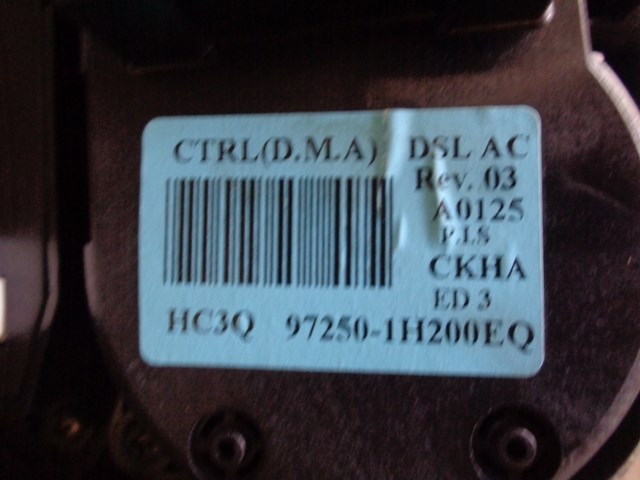 CTRL(D.M.A) DSL AC
Rev. 03
A0125
P.I.S
CKHA
ED 3
HC3Q 97250-1H200EQ